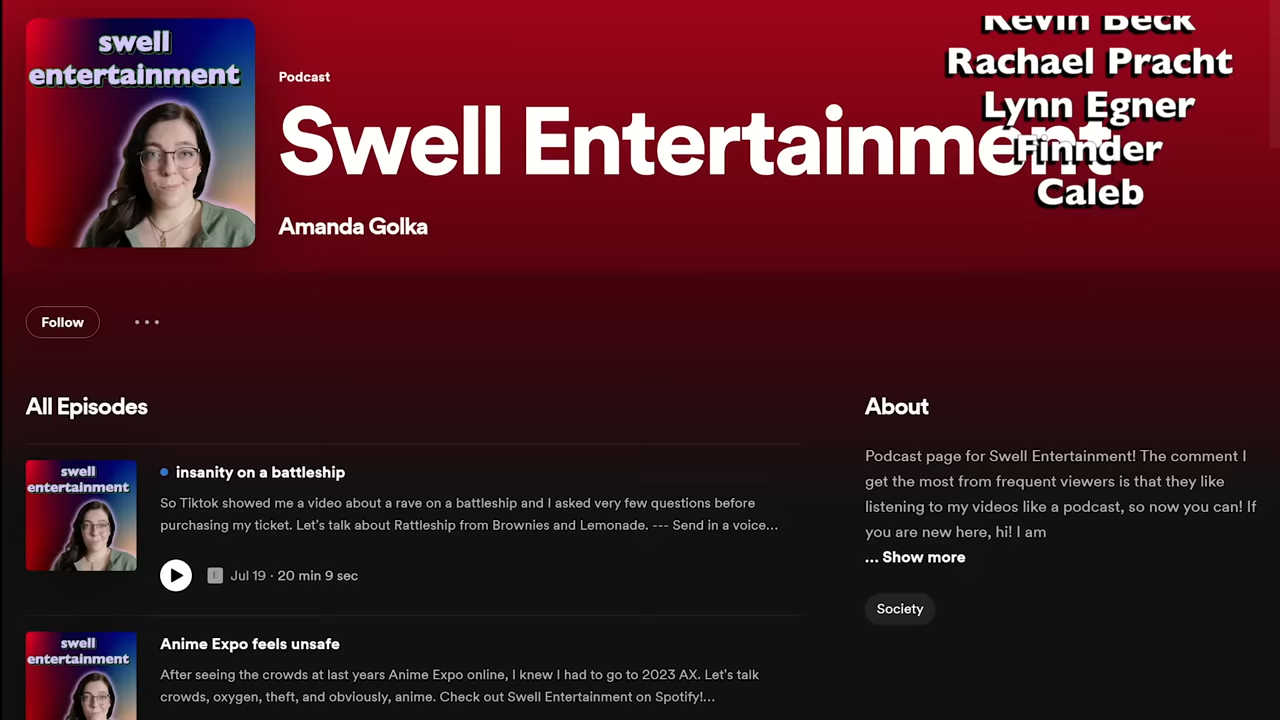 swell
entertainment
Podcast
Swell Entertainment
Amanda Golka
Kevin Beck
Rachael Pracht
Lynn Egner
Finnder
Caleb
Follow
All Episodes
swell
entertainment
insanity on a battleship
So Tiktok showed me a video about a rave on a battleship and I asked very few questions before
purchasing my ticket. Let's talk about Rattleship from Brownies and Lemonade. --- Send in a voice...
E
Jul 19 · 20 min 9 sec
swell
entertainment
Anime Expo feels unsafe
After seeing the crowds at last years Anime Expo online, I knew I had to go to 2023 AX. Let's talk
crowds, oxygen, theft, and obviously, anime. Check out Swell Entertainment on Spotify!...
About
Podcast page for Swell Entertainment! The comment I
get the most from frequent viewers is that they like
listening to my videos like a podcast, so now you can! If
you are new here, hi! I am
... Show more
Society